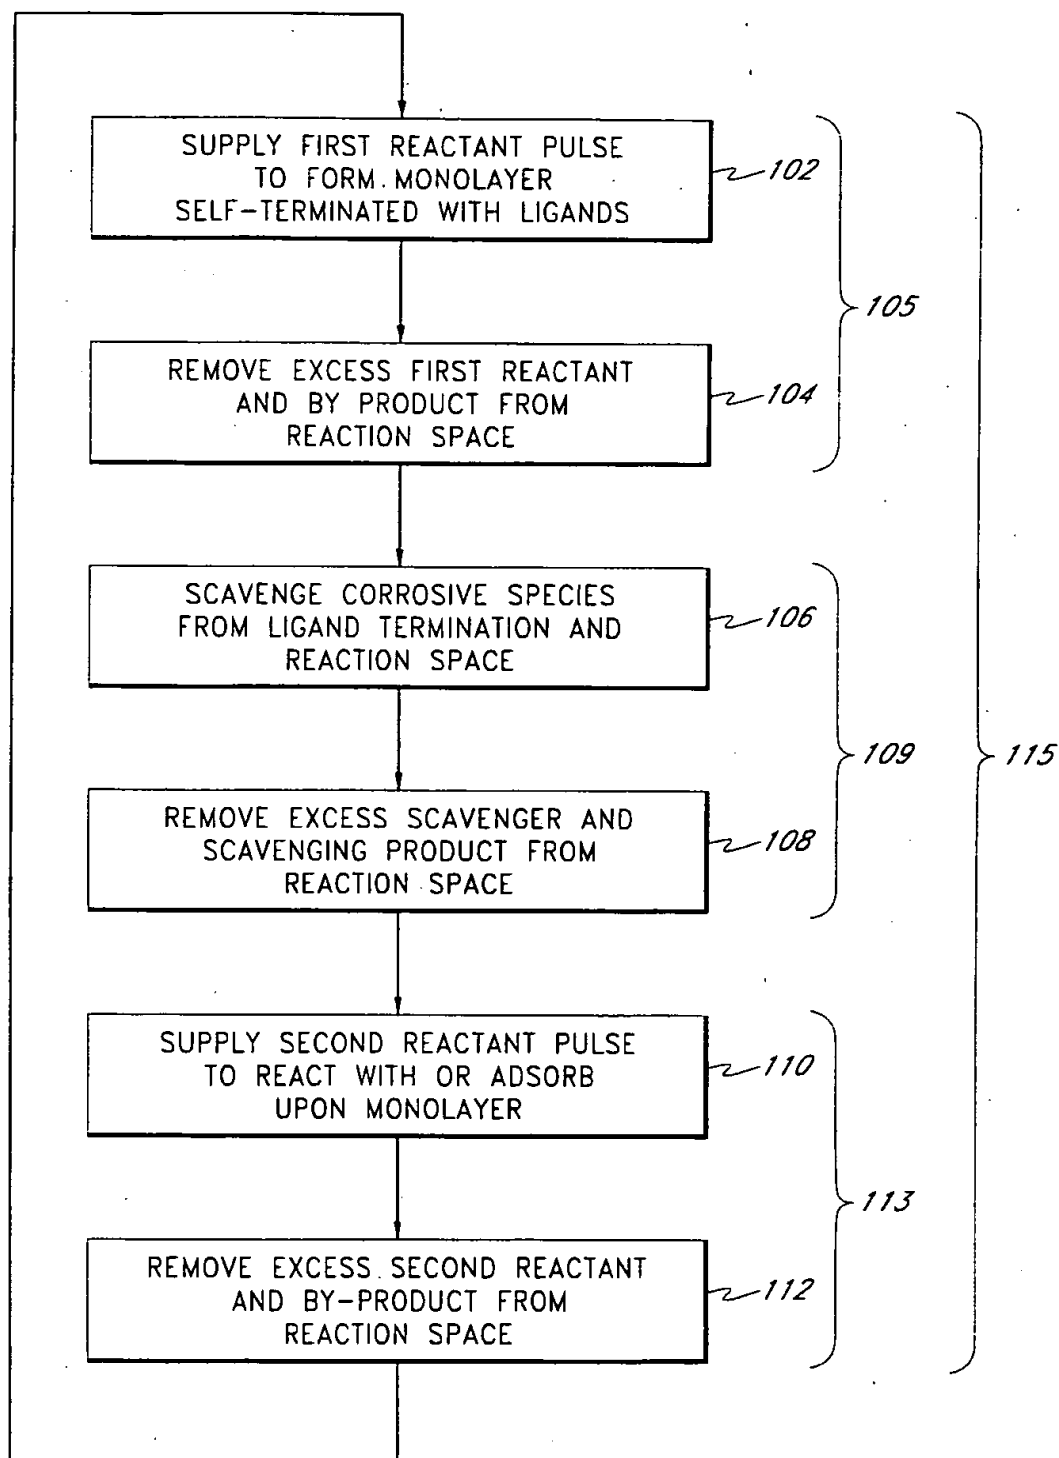 SUPPLY FIRST REACTANT PULSE
TO FORM MONOLAYER
SELF-TERMINATED WITH LIGANDS
102
105
REMOVE EXCESS FIRST REACTANT
AND BY PRODUCT FROM
REACTION SPACE
104
SCAVENGE CORROSIVE SPECIES
FROM LIGAND TERMINATION AND
REACTION SPACE
106
109
115
REMOVE EXCESS SCAVENGER AND
SCAVENGING PRODUCT FROM
REACTION SPACE
108
SUPPLY SECOND REACTANT PULSE
TO REACT WITH OR ADSORB
UPON MONOLAYER
110
113
REMOVE EXCESS SECOND REACTANT
AND BY-PRODUCT FROM
REACTION SPACE
112